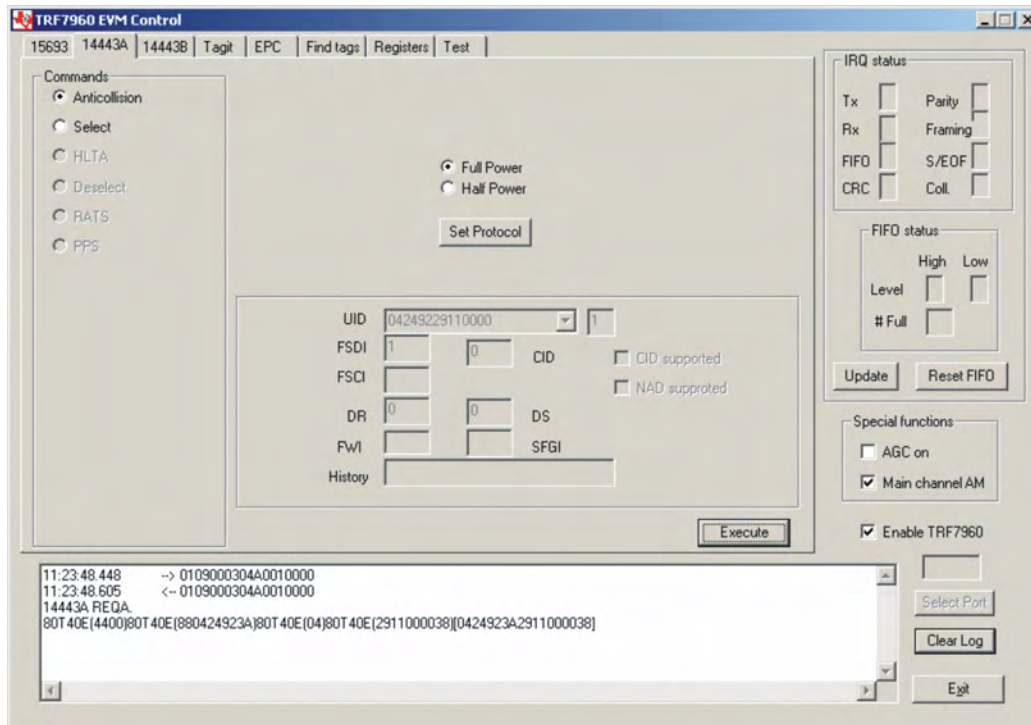 TRF7960 EVM Control
15693 14443A 14443B Tagit EPC Find tags Registers Test
Commands
Anticollision
Select
HLTA
Deselect
RATS
PPS
Full Power
Half Power
Set Protocol
UID 04249229110000 1
FSDI 1 0 CID CID supported
FSCI NAD supproted
DR 0 0 DS
FWI SFGI
History
Execute
IRQ status
Tx Parity
Rx Framing
FIFO S/EOF
CRC Coll.
FIFO status
High Low
Level
# Full
Update Reset FIFO
Special functions
AGC on
Main channel AM
Enable TRF7960
Select Port
Clear Log
Exit
11:23:48.448 --> 0109000304A0010000
11:23:48.605 <-- 0109000304A0010000
14443A REQA.
80T40E(4400)80T40E(880424923A)80T40E(04)80T40E(2911000038)[0424923A2911000038]